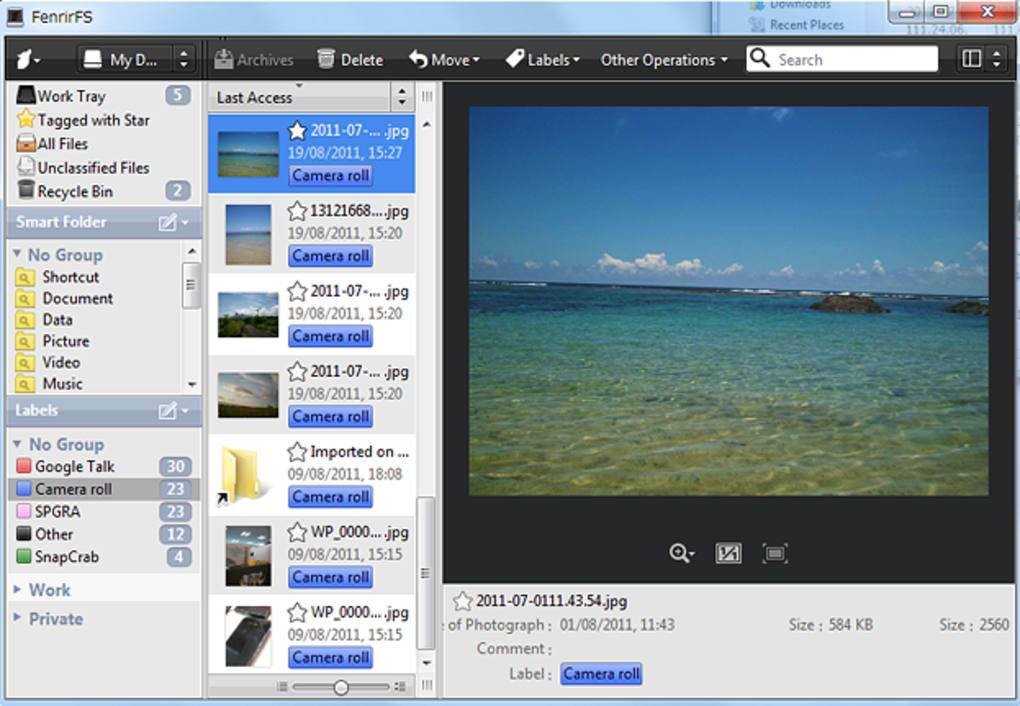 FenrirFS
Downloads
Recent Places
My D...
Archives
Delete
Move
Labels
Other Operations
Search
Work Tray 5
Tagged with Star
All Files
Unclassified Files
Recycle Bin 2
Smart Folder
No Group
Shortcut
Document
Data
Picture
Video
Music
Labels
No Group
Google Talk 30
Camera roll 23
SPGRA 23
Other 12
SnapCrab 4
Work
Private
Last Access
2011-07-... .jpg
19/08/2011, 15:27
Camera roll
13121668....jpg
19/08/2011, 15:20
Camera roll
2011-07-... .jpg
19/08/2011, 15:20
Camera roll
2011-07-... .jpg
19/08/2011, 15:20
Camera roll
Imported on ...
09/08/2011, 18:08
Camera roll
WP_0000....jpg
09/08/2011, 15:15
Camera roll
WP_0000....jpg
09/08/2011, 15:15
Camera roll
1/1
2011-07-0111.43.54.jpg
of Photograph : 01/08/2011, 11:43 Size : 584 KB Size : 2560
Comment :
Label : Camera roll